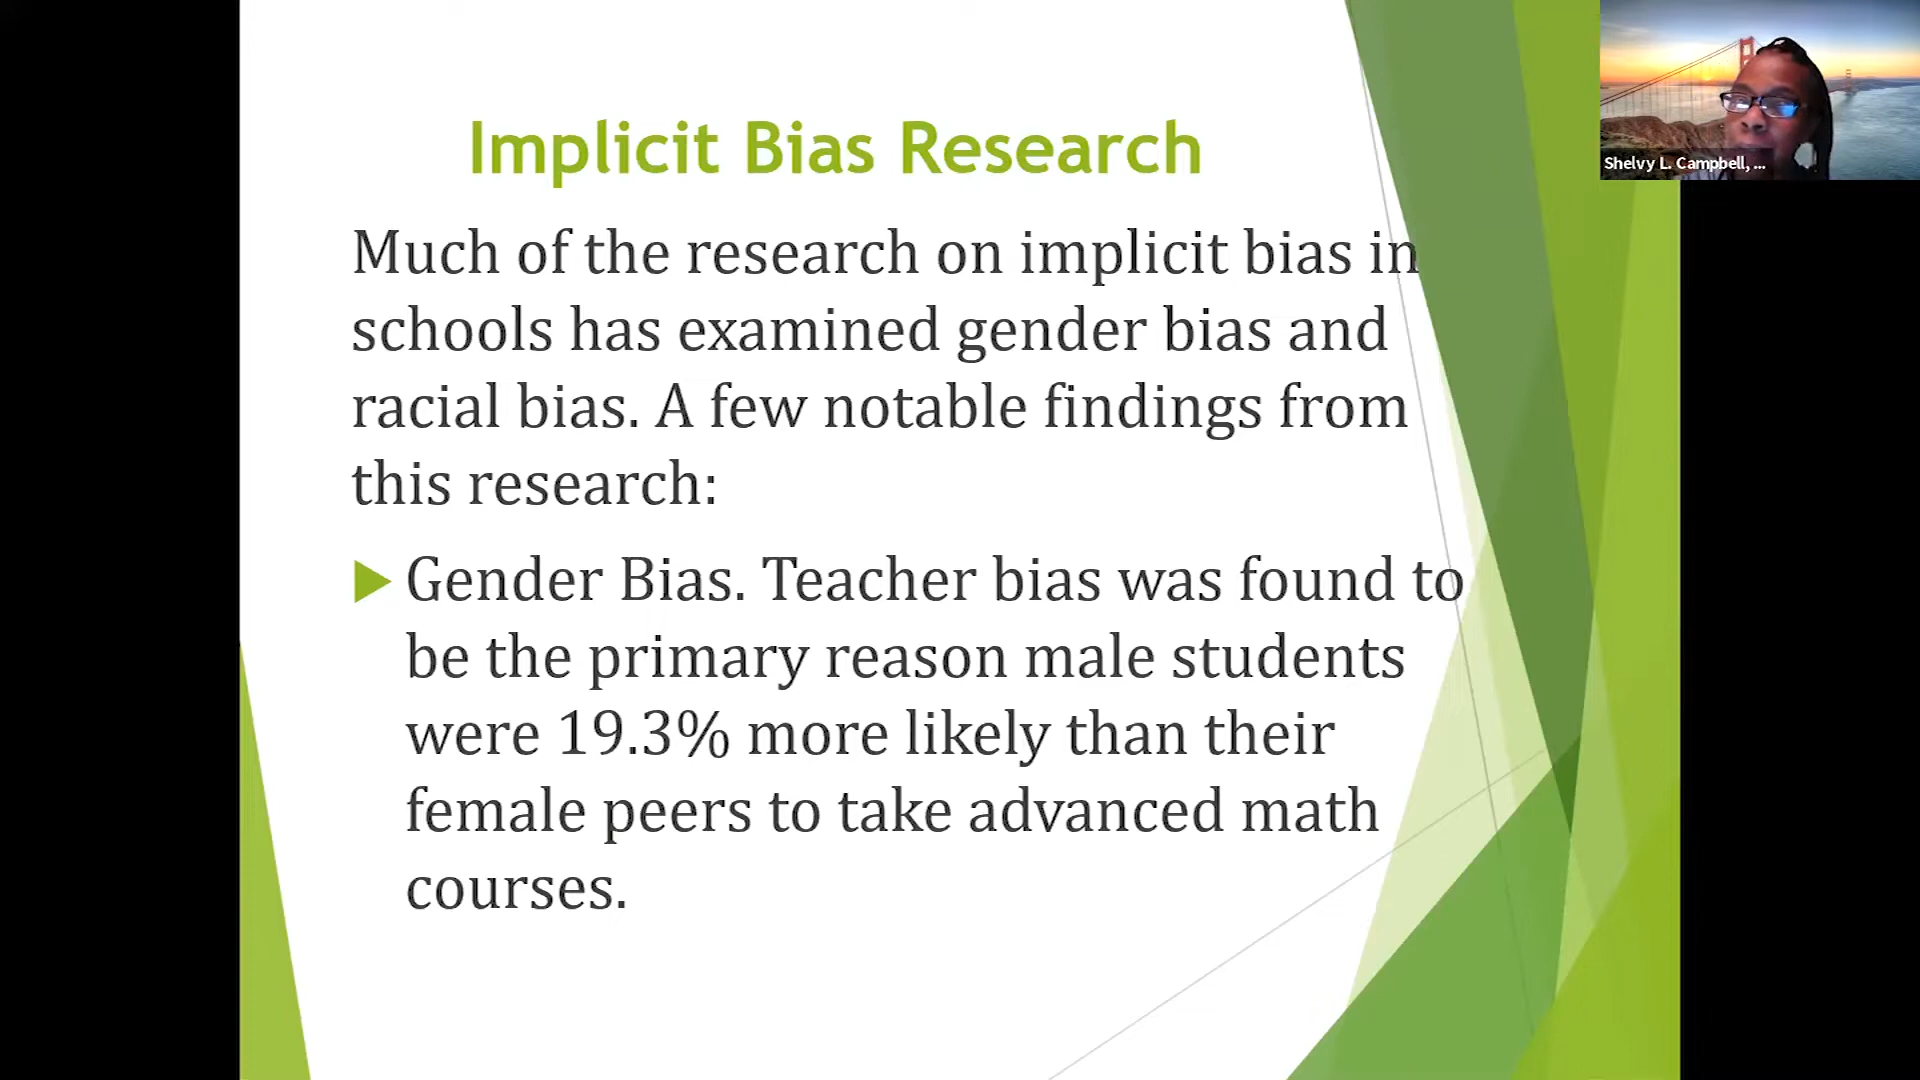 Implicit Bias Research
Much of the research on implicit bias in
schools has examined gender bias and
racial bias. A few notable findings from
this research:
Gender Bias. Teacher bias was found to
be the primary reason male students
were 19.3% more likely than their
female peers to take advanced math
courses.
Shelvy L. Campbell, ...